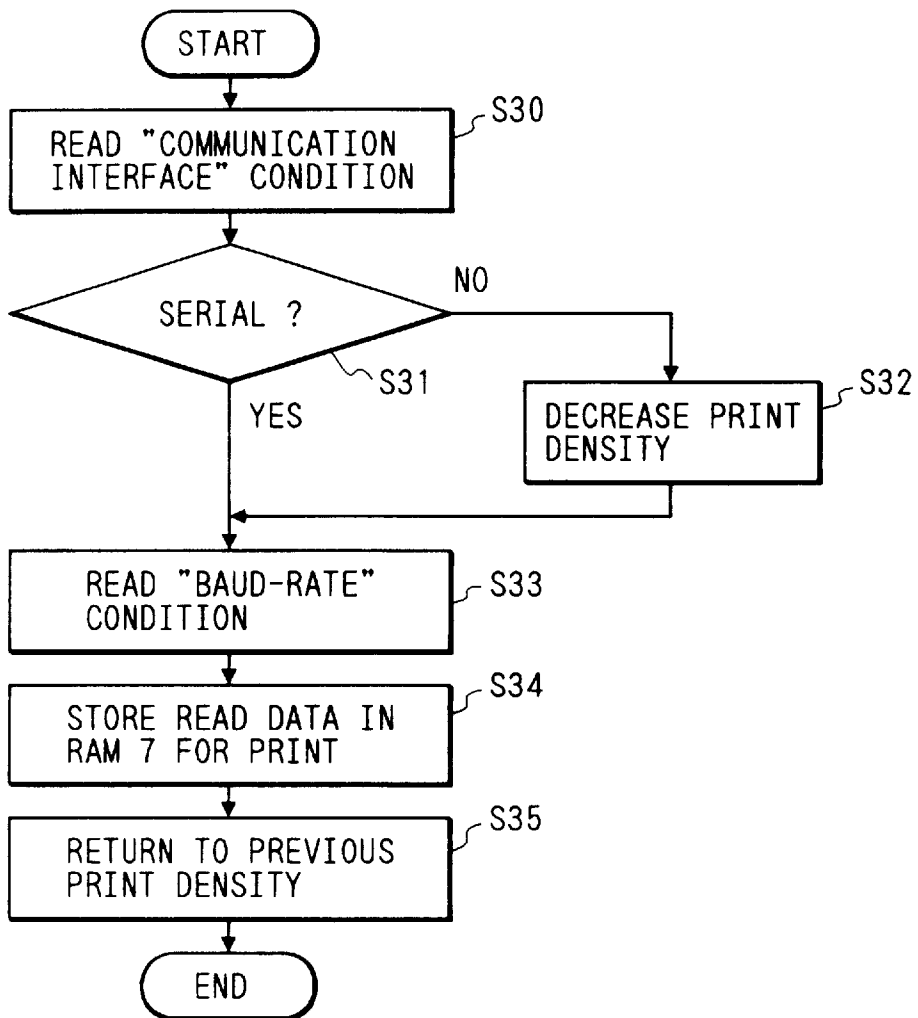 START
S30
READ "COMMUNICATION
INTERFACE" CONDITION
NO
SERIAL ?
S31
S32
YES
DECREASE PRINT
DENSITY
READ "BAUD-RATE"
CONDITION
S33
S34
STORE READ DATA IN
RAM 7 FOR PRINT
S35
RETURN TO PREVIOUS
PRINT DENSITY
END